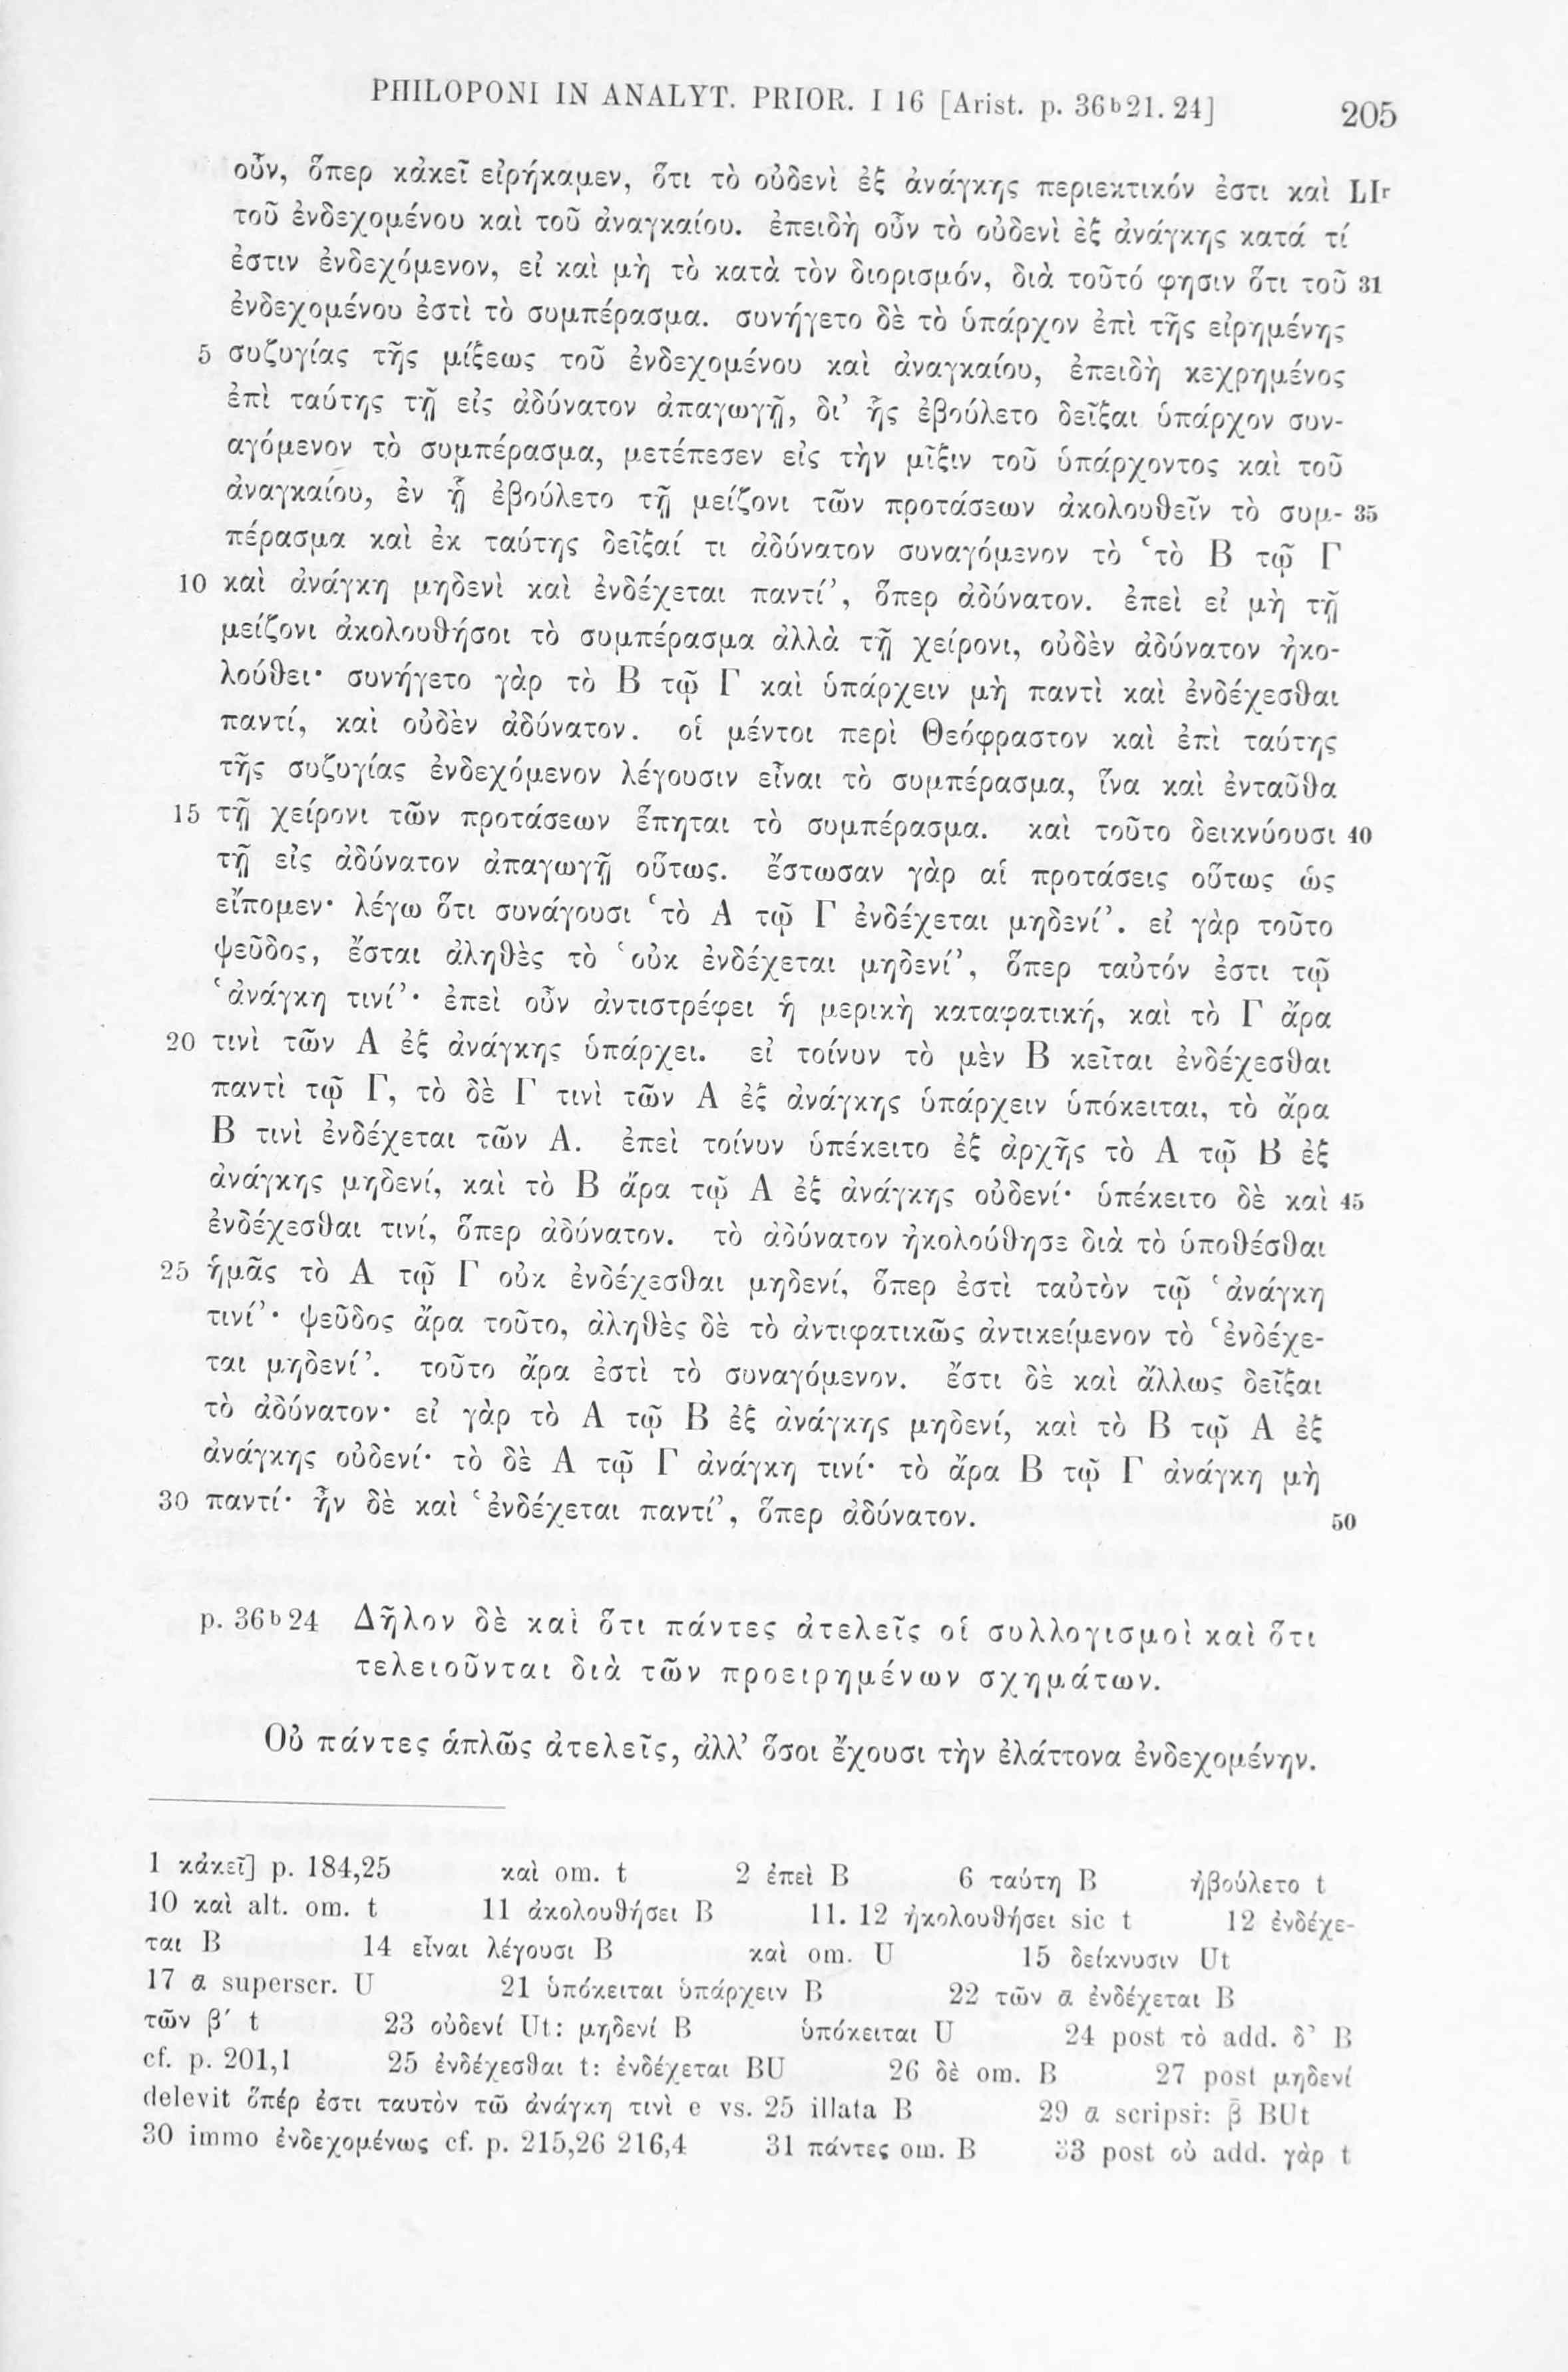 PHILOPONI IN ANALYT. PRIOR. I 16 [Arist. p. 36b21. 24] 205
οὖν, ὅπερ κἀκεῖ εἰρήκαμεν, ὅτι τὸ οὐδενὶ ἐξ ἀνάγκης περιεκτικόν ἐστι καὶ LIr
τοῦ ἐνδεχομένου καὶ τοῦ ἀναγκαίου. ἐπειδὴ οὖν τὸ οὐδενὶ ἐξ ἀνάγκης κατά τί
ἐστιν ἐνδεχόμενον, εἰ καὶ μὴ τὸ κατὰ τὸν διορισμόν, διὰ τοῦτό φησιν ὅτι τοῦ 31
ἐνδεχομένου ἐστὶ τὸ συμπέρασμα. συνήγετο δὲ τὸ ὑπάρχον ἐπὶ τῆς εἰρημένης
5 συζυγίας τῆς μίξεως τοῦ ἐνδεχομένου καὶ ἀναγκαίου, ἐπειδὴ κεχρημένος
ἐπὶ ταύτης τῇ εἰς ἀδύνατον ἀπαγωγῇ, δι' ἧς ἐβούλετο δεῖξαι ὑπάρχον συν-
αγόμενον τὸ συμπέρασμα, μετέπεσεν εἰς τὴν μῖξιν τοῦ ὑπάρχοντος καὶ τοῦ
ἀναγκαίου, ἐν ᾗ ἐβούλετο τῇ μείζονι τῶν προτάσεων ἀκολουθεῖν τὸ συμ- 35
πέρασμα καὶ ἐκ ταύτης δεῖξαί τι ἀδύνατον συναγόμενον τὸ ‘τὸ Β τῷ Γ
10 καὶ ἀνάγκη μηδενὶ καὶ ἐνδέχεται παντί’, ὅπερ ἀδύνατον. ἐπεὶ εἰ μὴ τῇ
μείζονι ἀκολουθήσοι τὸ συμπέρασμα ἀλλὰ τῇ χείρονι, οὐδὲν ἀδύνατον ἠκο-
λούθει· συνήγετο γὰρ τὸ Β τῷ Γ καὶ ὑπάρχειν μὴ παντὶ καὶ ἐνδέχεσθαι
παντί, καὶ οὐδὲν ἀδύνατον. οἱ μέντοι περὶ Θεόφραστον καὶ ἐπὶ ταύτης
τῆς συζυγίας ἐνδεχόμενον λέγουσιν εἶναι τὸ συμπέρασμα, ἵνα καὶ ἐνταῦθα
15 τῇ χείρονι τῶν προτάσεων ἕπηται τὸ συμπέρασμα. καὶ τοῦτο δεικνύουσι 40
τῇ εἰς ἀδύνατον ἀπαγωγῇ οὕτως. ἔστωσαν γὰρ αἱ προτάσεις οὕτως ὡς
εἴπομεν· λέγω ὅτι συνάγουσι ‘τὸ Α τῷ Γ ἐνδέχεται μηδενί’. εἰ γὰρ τοῦτο
ψεῦδος, ἔσται ἀληθὲς τὸ ‘οὐκ ἐνδέχεται μηδενί’, ὅπερ ταὐτόν ἐστι τῷ
‘ἀνάγκη τινί’· ἐπεὶ οὖν ἀντιστρέφει ἡ μερικὴ καταφατική, καὶ τὸ Γ ἄρα
20 τινὶ τῶν Α ἐξ ἀνάγκης ὑπάρχει. εἰ τοίνυν τὸ μὲν Β κεῖται ἐνδέχεσθαι
παντὶ τῷ Γ, τὸ δὲ Γ τινὶ τῶν Α ἐξ ἀνάγκης ὑπάρχειν ὑπόκειται, τὸ ἄρα
Β τινὶ ἐνδέχεται τῶν Α. ἐπεὶ τοίνυν ὑπέκειτο ἐξ ἀρχῆς τὸ Α τῷ Β ἐξ
ἀνάγκης μηδενί, καὶ τὸ Β ἄρα τῷ Α ἐξ ἀνάγκης οὐδενί· ὑπέκειτο δὲ καὶ 45
ἐνδέχεσθαι τινί, ὅπερ ἀδύνατον. τὸ ἀδύνατον ἠκολούθησε διὰ τὸ ὑποθέσθαι
25 ἡμᾶς τὸ Α τῷ Γ οὐκ ἐνδέχεσθαι μηδενί, ὅπερ ἐστὶ ταὐτὸν τῷ ‘ἀνάγκη
τινί’· ψεῦδος ἄρα τοῦτο, ἀληθὲς δὲ τὸ ἀντιφατικῶς ἀντικείμενον τὸ ‘ἐνδέχε-
ται μηδενί’. τοῦτο ἄρα ἐστὶ τὸ συναγόμενον. ἔστι δὲ καὶ ἄλλως δεῖξαι
τὸ ἀδύνατον· εἰ γὰρ τὸ Α τῷ Β ἐξ ἀνάγκης μηδενί, καὶ τὸ Β τῷ Α ἐξ
ἀνάγκης οὐδενί· τὸ δὲ Α τῷ Γ ἀνάγκη τινί· τὸ ἄρα Β τῷ Γ ἀνάγκη μὴ
30 παντί· ἦν δὲ καὶ ‘ἐνδέχεται παντί’, ὅπερ ἀδύνατον. 50
p. 36b24 Δῆλον δὲ καὶ ὅτι πάντες ἀτελεῖς οἱ συλλογισμοὶ καὶ ὅτι
τελειοῦνται διὰ τῶν προειρημένων σχημάτων.
Οὐ πάντες ἁπλῶς ἀτελεῖς, ἀλλ' ὅσοι ἔχουσι τὴν ἐλάττονα ἐνδεχομένην.
1 κἀκεῖ] p. 184,25 καὶ om. t 2 ἐπεὶ B 6 ταύτῃ B ἠβούλετο t
10 καὶ alt. om. t 11 ἀκολουθήσει B 11. 12 ἠκολουθήσει sic t 12 ἐνδέχε-
ται B 14 εἶναι λέγουσι B καὶ om. U 15 δείκνυσιν Ut
17 α superscr. U 21 ὑπόκειται ὑπάρχειν B 22 τῶν α ἐνδέχεται B
τῶν β′ t 23 οὐδενί Ut: μηδενί B ὑπόκειται U 24 post τὸ add. δ' B
cf. p. 201,1 25 ἐνδέχεσθαι t: ἐνδέχεται BU 26 δὲ om. B 27 post μηδενί
delevit ὅπέρ ἐστι ταυτὸν τῶ ἀνάγκη τινὶ e vs. 25 illata B 29 α scripsi: β BUt
30 immo ἐνδεχομένως cf. p. 215,26 216,4 31 πάντες om. B 33 post οὐ add. γὰρ t